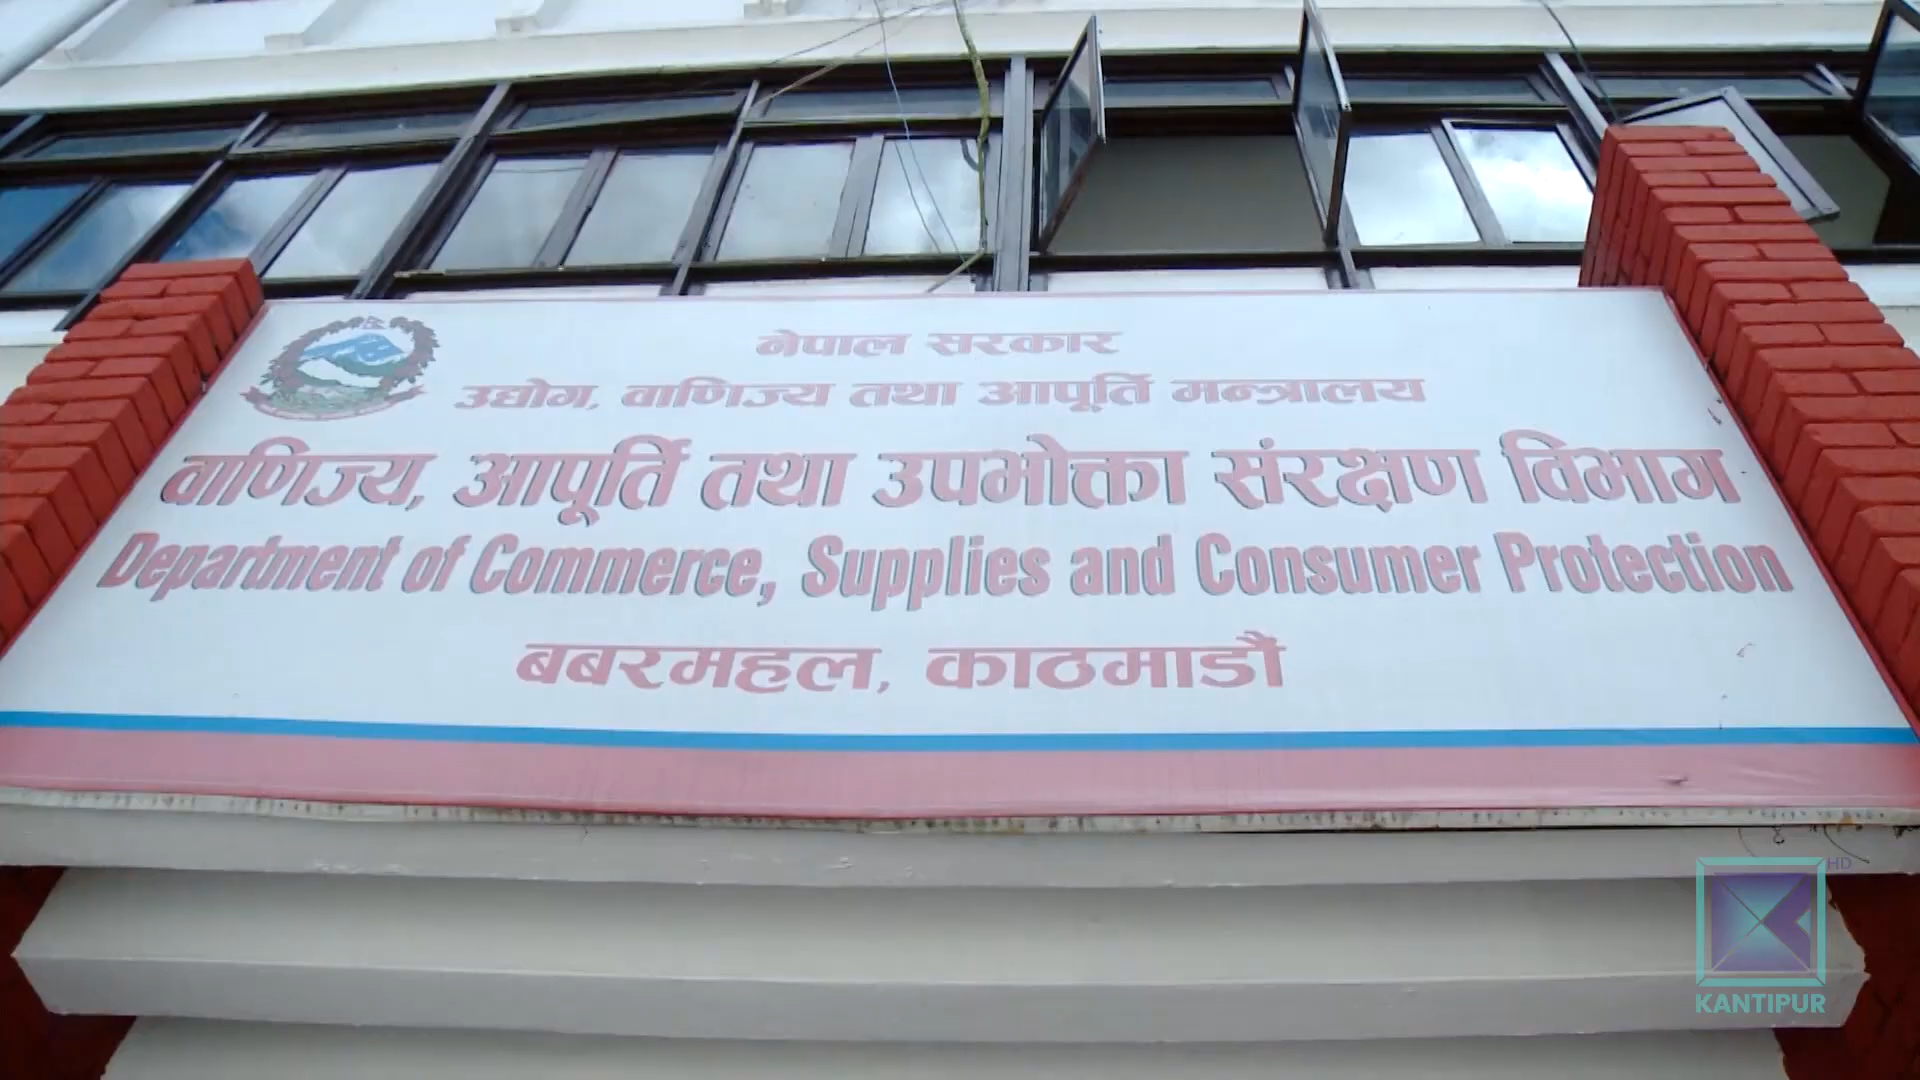 नेपाल सरकार
उद्योग, वाणिज्य तथा आपूर्ति मन्त्रालय
वाणिज्य, आपूर्ति तथा उपभोक्ता संरक्षण विभाग
Department of Commerce, Supplies and Consumer Protection
बबरमहल, काठमाडौं
HD
KANTIPUR